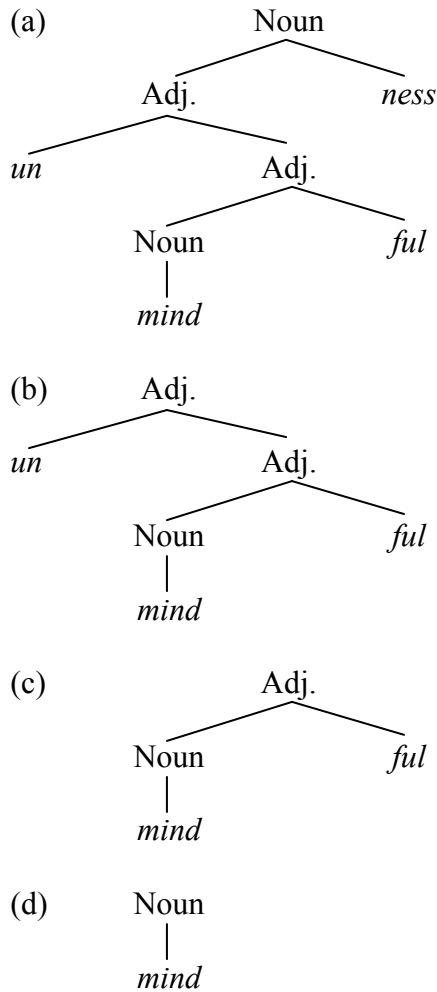 (a) Noun
Adj. ness
un Adj.
Noun ful
mind
(b) Adj.
un Adj.
Noun ful
mind
(c) Adj.
Noun ful
mind
(d) Noun
mind